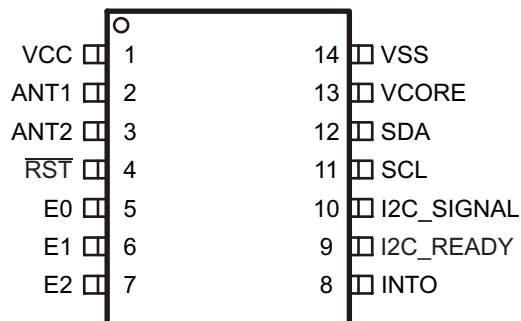 VCC 1 14 VSS
ANT1 2 13 VCORE
ANT2 3 12 SDA
RST 4 11 SCL
E0 5 10 I2C_SIGNAL
E1 6 9 I2C_READY
E2 7 8 INTO